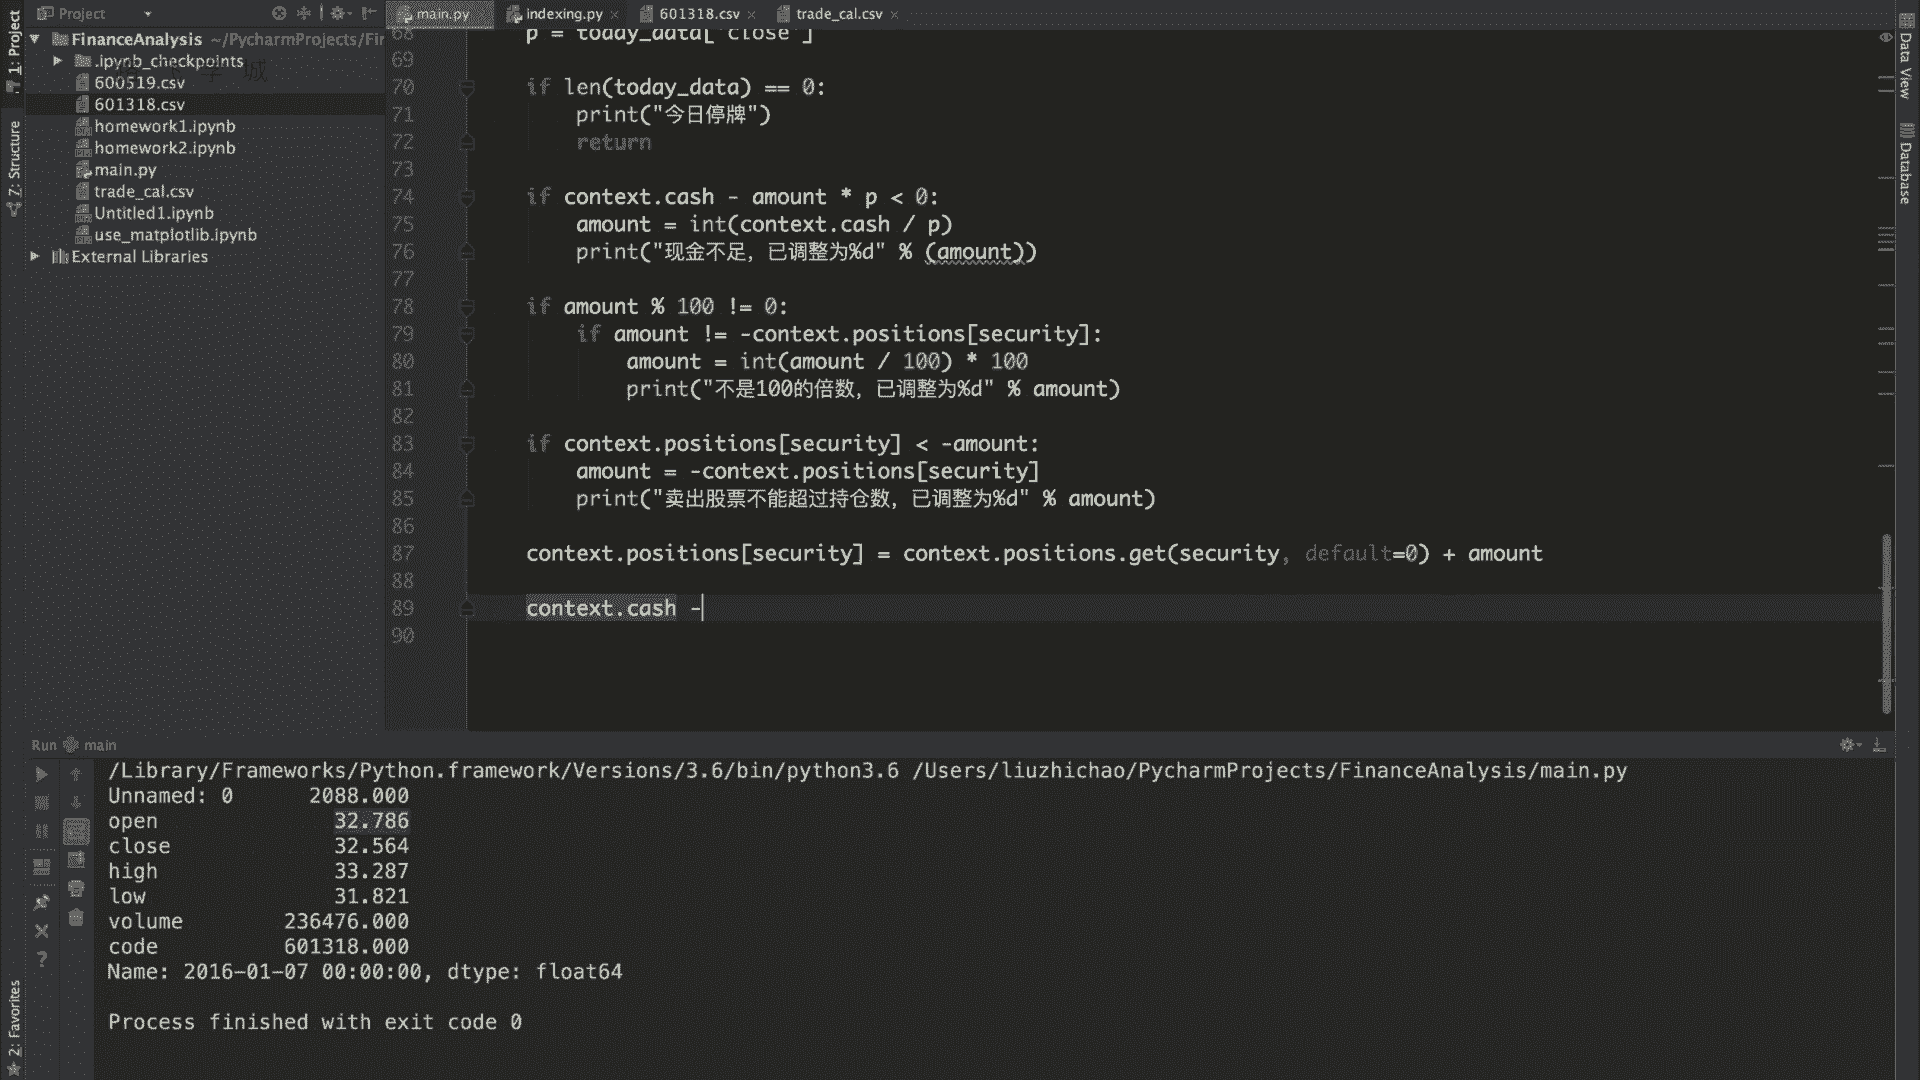 1: Project
7: Structure
2: Favorites
Project
FinanceAnalysis ~/PycharmProjects/Fir
.ipynb_checkpoints
600519.csv
601318.csv
homework1.ipynb
homework2.ipynb
main.py
trade_cal.csv
Untitled1.ipynb
use_matplotlib.ipynb
External Libraries
main.py indexing.py 601318.csv trade_cal.csv
68 p = today_data['close']
69
70 if len(today_data) == 0:
71 print("今日停牌")
72 return
73
74 if context.cash - amount * p < 0:
75 amount = int(context.cash / p)
76 print("现金不足，已调整为%d" % (amount))
77
78 if amount % 100 != 0:
79 if amount != -context.positions[security]:
80 amount = int(amount / 100) * 100
81 print("不是100的倍数，已调整为%d" % amount)
82
83 if context.positions[security] < -amount:
84 amount = -context.positions[security]
85 print("卖出股票不能超过持仓数，已调整为%d" % amount)
86
87 context.positions[security] = context.positions.get(security, default=0) + amount
88
89 context.cash -
90
Data View
Database
Run main
/Library/Frameworks/Python.framework/Versions/3.6/bin/python3.6 /Users/liuzhichao/PycharmProjects/FinanceAnalysis/main.py
Unnamed: 0 2088.000
open 32.786
close 32.564
high 33.287
low 31.821
volume 236476.000
code 601318.000
Name: 2016-01-07 00:00:00, dtype: float64
Process finished with exit code 0